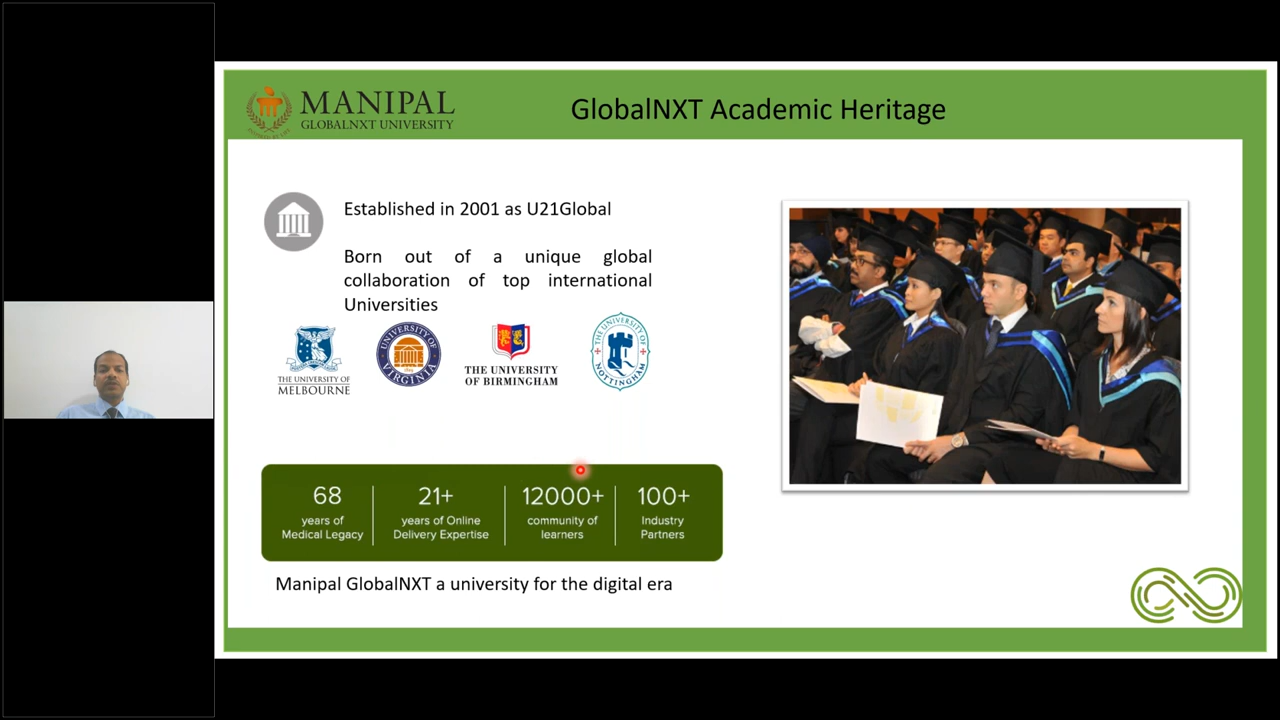 MANIPAL
GLOBALNXT UNIVERSITY
GlobalNXT Academic Heritage
Established in 2001 as U21Global
Born out of a unique global
collaboration of top international
Universities
THE UNIVERSITY OF
MELBOURNE
UNIVERSITY OF
VIRGINIA
THE UNIVERSITY
OF BIRMINGHAM
THE UNIVERSITY OF
NOTTINGHAM
68
years of
Medical Legacy
21+
years of Online
Delivery Expertise
12000+
community of
learners
100+
Industry
Partners
Manipal GlobalNXT a university for the digital era